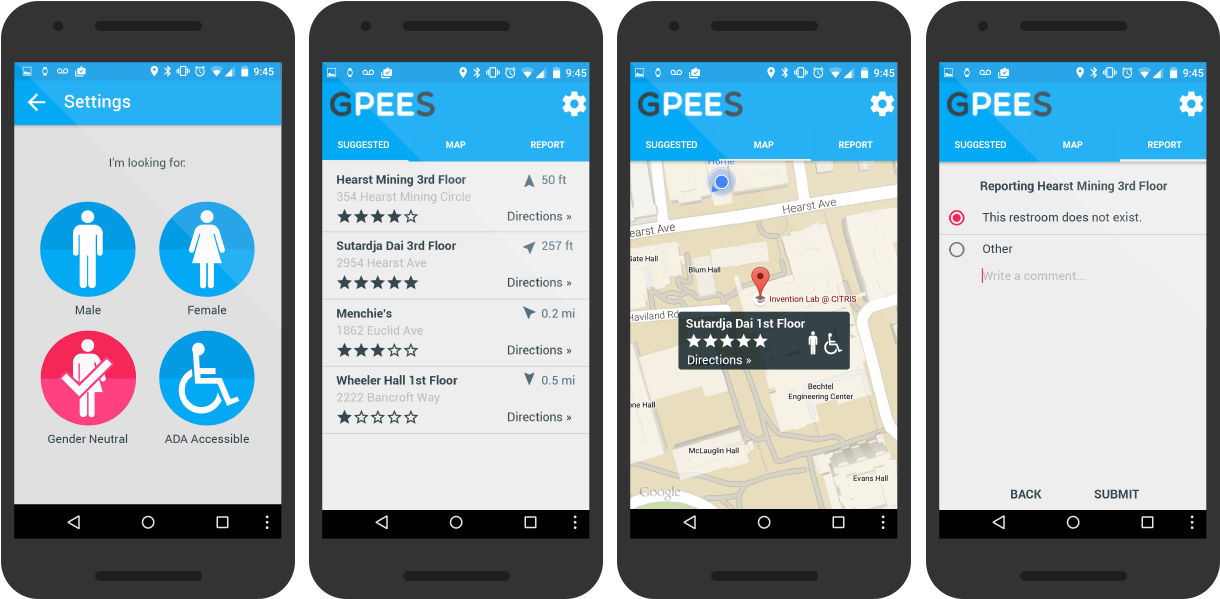 9:45
Settings
I'm looking for:
Male
Female
Gender Neutral
ADA Accessible
9:45
GPEES
SUGGESTED MAP REPORT
Hearst Mining 3rd Floor 50 ft
354 Hearst Mining Circle
Directions »
Sutardja Dai 3rd Floor 257 ft
2954 Hearst Ave
Directions »
Menchie's 0.2 mi
1862 Euclid Ave
Directions »
Wheeler Hall 1st Floor 0.5 mi
2222 Bancroft Way
Directions »
9:45
GPEES
SUGGESTED MAP REPORT
Home
Hearst Ave
earst Ave
Gate Hall
Blum Hall
Invention Lab @ CITRIS
Haviland Rd
Sutardja Dai 1st Floor
Directions »
Bechtel
Engineering Center
one Hall
McLaughlin Hall
Evans Hall
Google
9:45
GPEES
SUGGESTED MAP REPORT
Reporting Hearst Mining 3rd Floor
This restroom does not exist.
Other
Write a comment...
BACK SUBMIT